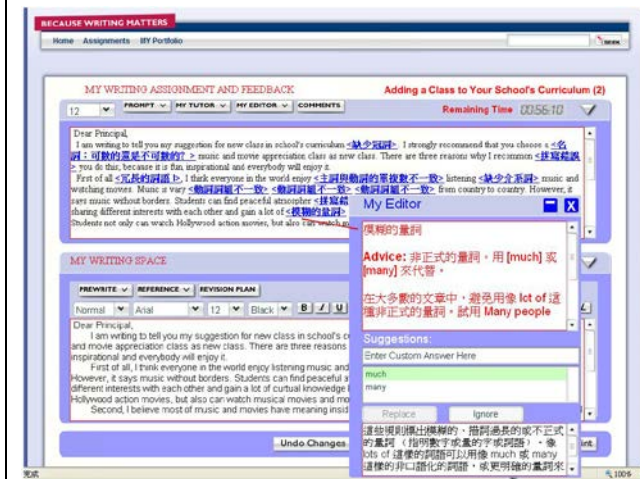 BECAUSE WRITING MATTERS
Home Assignments MY Portfolio
MY WRITING ASSIGNMENT AND FEEDBACK
Adding a Class to Your School's Curriculum (2)
12 PROMPT MY TUTOR MY EDITOR COMMENTS Remaining Time 00:56:10
Dear Principal,
I am writing to tell you my suggestion for new class in school's curriculum <缺少冠詞>. I strongly recommend that you choose a <名
詞：可數的還是不可數的? > music and movie appreciation class as new class. There are three reasons why I recommon <拼寫錯誤
> you do this, because it is fun, inspirational and everybody will enjoy it.
First of all <冗長的詞語 >, I think everyone in the world enjoy <主詞與動詞的單複數不一致> listening <缺少介系詞> music and
watching movies. Music is vary <動詞詞組不一致> <動詞詞組不一致> <動詞詞組不一致> from country to country. However, it
says music without borders. Students can find peaceful atmospher <拼寫錯
sharing different interests with each other and gain a lot of <模糊的量詞>
Students not only can watch Hollywood action movies, but also can watch m
My Editor
模糊的量詞
Advice: 非正式的量詞。用 [much] 或
[many] 來代替。
在大多數的文章中，避免用像 lot of 這
種非正式的量詞。試用 Many people
Suggestions:
Enter Custom Answer Here
much
many
Replace Ignore
這些規則標出模糊的、措詞過長的或不正式
的量詞 （指明數字或量的字或詞語）。像
lots of 這樣的詞語可以用像 much 或 many
這樣的非口語化的詞語，或更明確的量詞來
MY WRITING SPACE
PREWRITE REFERENCE REVISION PLAN
Normal Arial 12 Black B I U
Dear Principal,
I am writing to tell you my suggestion for new class in school's c
and movie appreciation class as new class. There are three reasons
inspirational and everybody will enjoy it.
First of all, I think everyone in the world enjoy listening music and
However, it says music without borders. Students can find peaceful a
different interests with each other and gain a lot of curtual knowledge
Hollywood action movies, but also can watch musical movies and mo
Second, I believe most of music and movies have meaning insid
Undo Changes
完成
100%